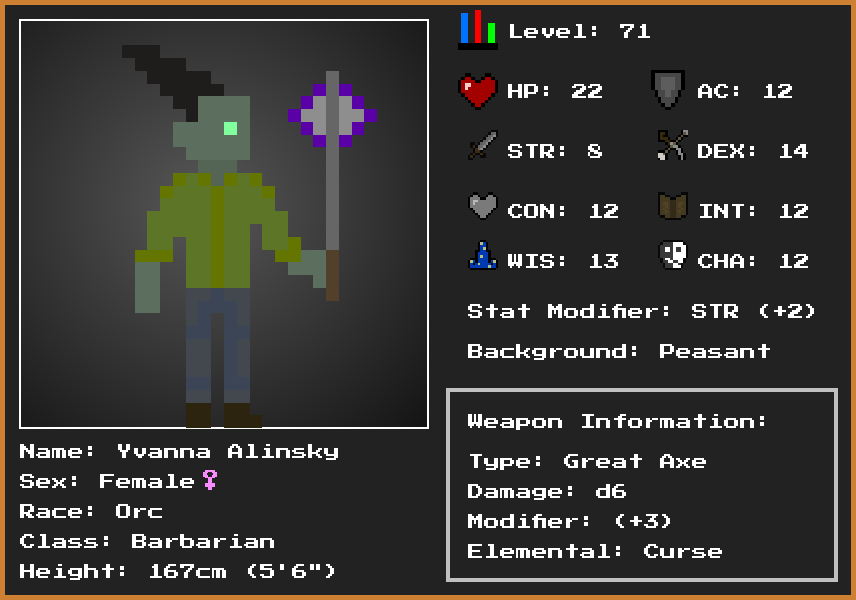 Level: 71
HP: 22
AC: 12
STR: 8
DEX: 14
CON: 12
INT: 12
WIS: 13
CHA: 12
Stat Modifier: STR (+2)
Background: Peasant
Weapon Information:
Type: Great Axe
Damage: d6
Modifier: (+3)
Elemental: Curse
Name: Yvanna Alinsky
Sex: Female♀
Race: Orc
Class: Barbarian
Height: 167cm (5'6")